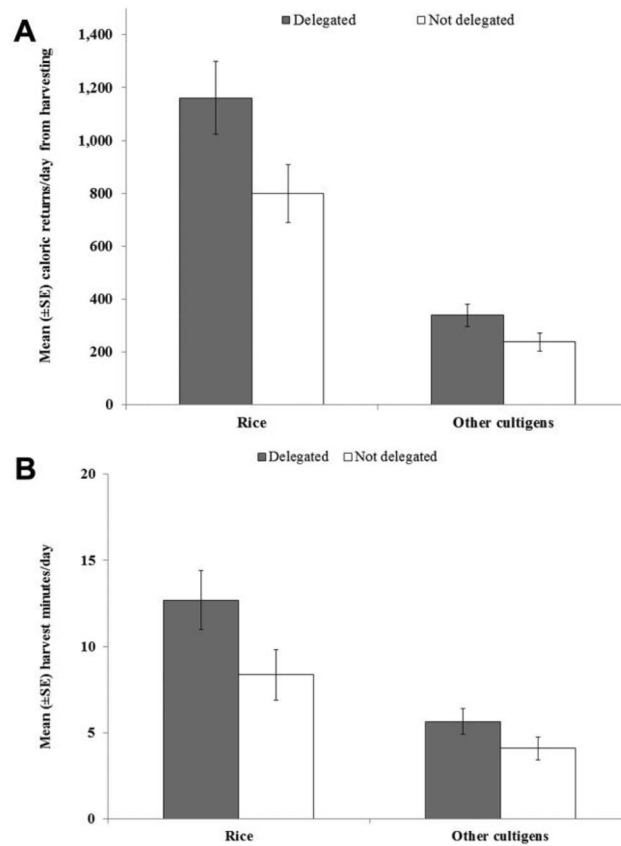 A
Delegated Not delegated
Mean (±SE) caloric returns/day from harvesting
1,400
1,200
1,000
800
600
400
200
0
Rice Other cultigens
B
Delegated Not delegated
Mean (±SE) harvest minutes/day
20
15
10
5
0
Rice Other cultigens